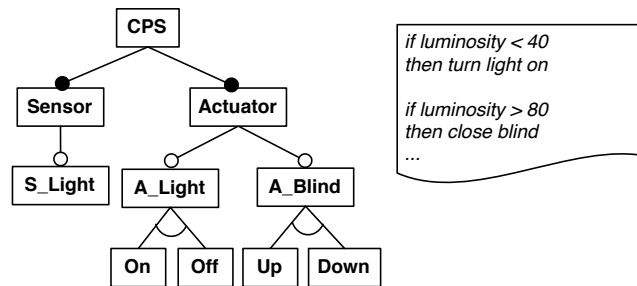 CPS
Sensor
Actuator
S_Light
A_Light
A_Blind
On
Off
Up
Down
if luminosity < 40
then turn light on
if luminosity > 80
then close blind
...